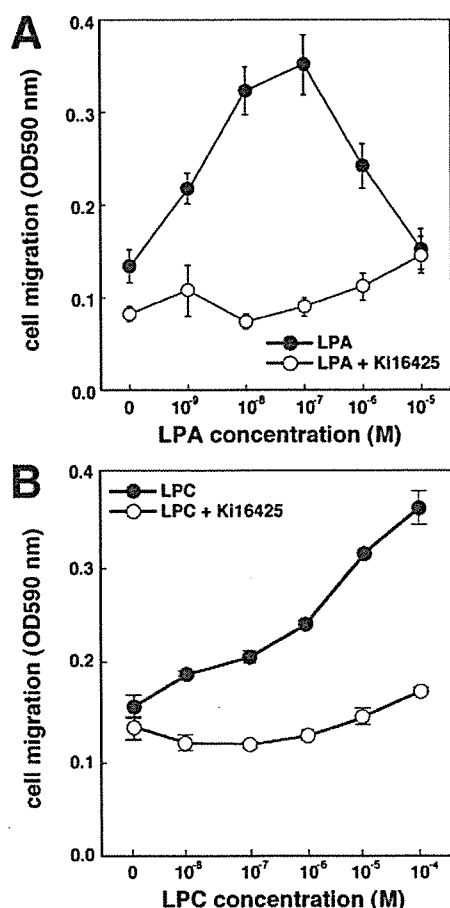 A
cell migration (OD590 nm)
0.4
0.3
0.2
0.1
0.0
LPA
LPA + Ki16425
0 10⁻⁹ 10⁻⁸ 10⁻⁷ 10⁻⁶ 10⁻⁵
LPA concentration (M)
B
cell migration (OD590 nm)
0.4
0.3
0.2
0.1
0.0
LPC
LPC + Ki16425
0 10⁻⁸ 10⁻⁷ 10⁻⁶ 10⁻⁵ 10⁻⁴
LPC concentration (M)